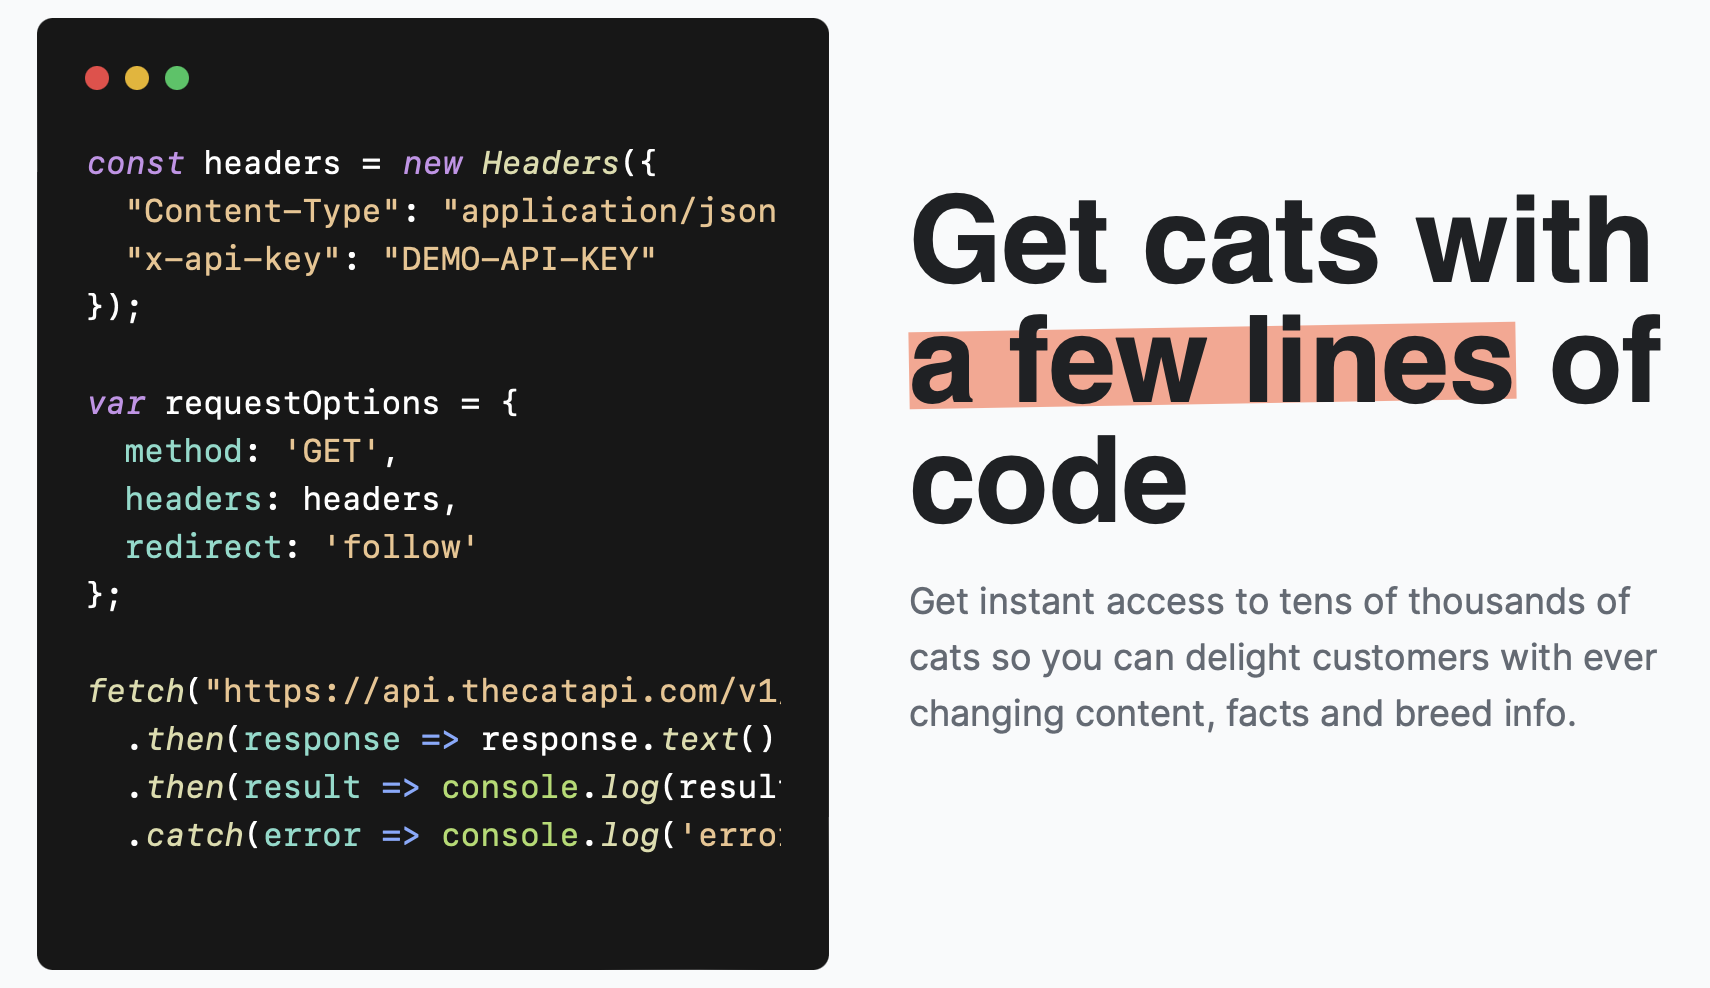 const headers = new Headers({
  "Content-Type": "application/json
  "x-api-key": "DEMO-API-KEY"
});

var requestOptions = {
  method: 'GET',
  headers: headers,
  redirect: 'follow'
};

fetch("https://api.thecatapi.com/v1
  .then(response => response.text()
  .then(result => console.log(resul
  .catch(error => console.log('erro
Get cats with
a few lines of
code
Get instant access to tens of thousands of
cats so you can delight customers with ever
changing content, facts and breed info.